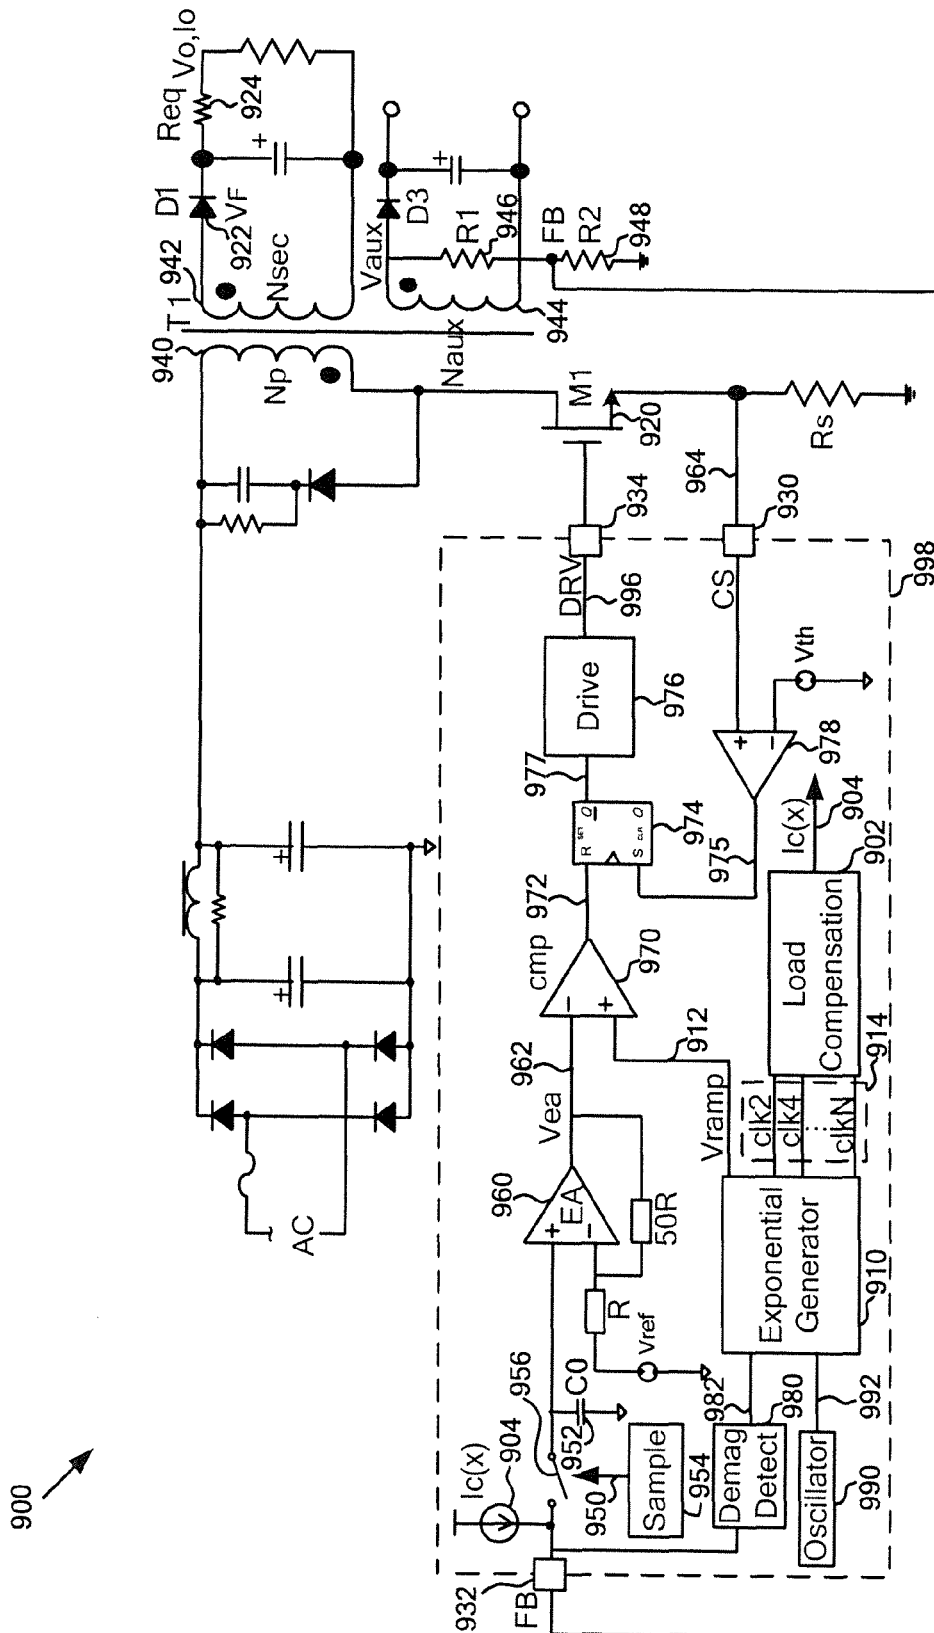 900
AC
940
T1
942
D1
Req
Vo,Io
VF
922
924
Np
Nsec
Naux
Vaux
D3
R1
946
FB
R2
948
944
M1
920
964
Rs
934
930
DRV
996
CS
998
Drive
976
977
R
SET
Q
S
CLR
Q
974
975
972
cmp
970
962
Vea
912
Vramp
978
Vth
Ic(x)
904
902
Load
Compensation
914
clk2
clk4
clkN
960
EA
50R
R
Vref
Exponential
Generator
910
956
C0
952
950
Sample
954
Ic(x)
904
982
980
Demag
Detect
992
Oscillator
990
932
FB